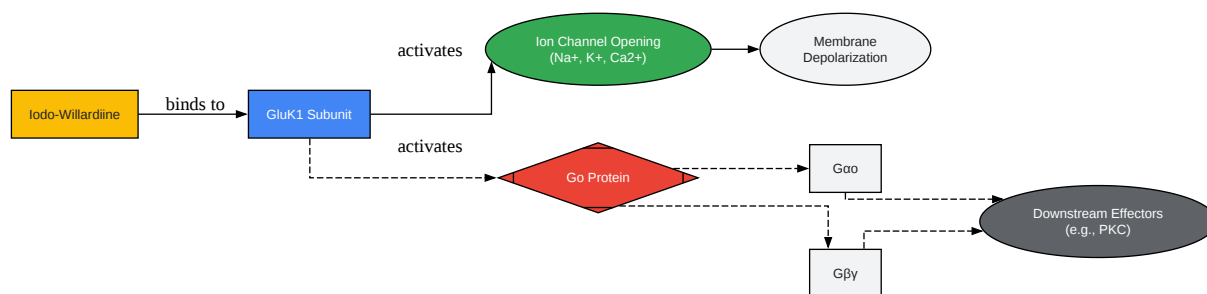 Iodo-Willardiine
binds to
GluK1 Subunit
activates
Ion Channel Opening
(Na+, K+, Ca2+)
Membrane
Depolarization
activates
Go Protein
Gαo
Gβγ
Downstream Effectors
(e.g., PKC)